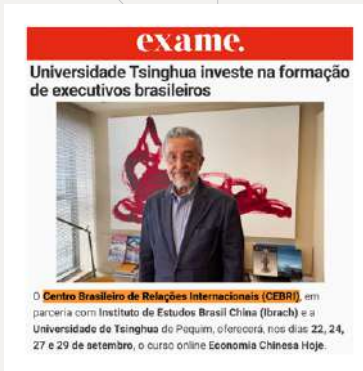 exame.
Universidade Tsinghua investe na formação
de executivos brasileiros
O Centro Brasileiro de Relações Internacionais (CEBRI), em
parceria com Instituto de Estudos Brasil China (Ibrach) e a
Universidade de Tsinghua de Pequim, oferecerá, nos dias 22, 24,
27 e 29 de setembro, o curso online Economia Chinesa Hoje.